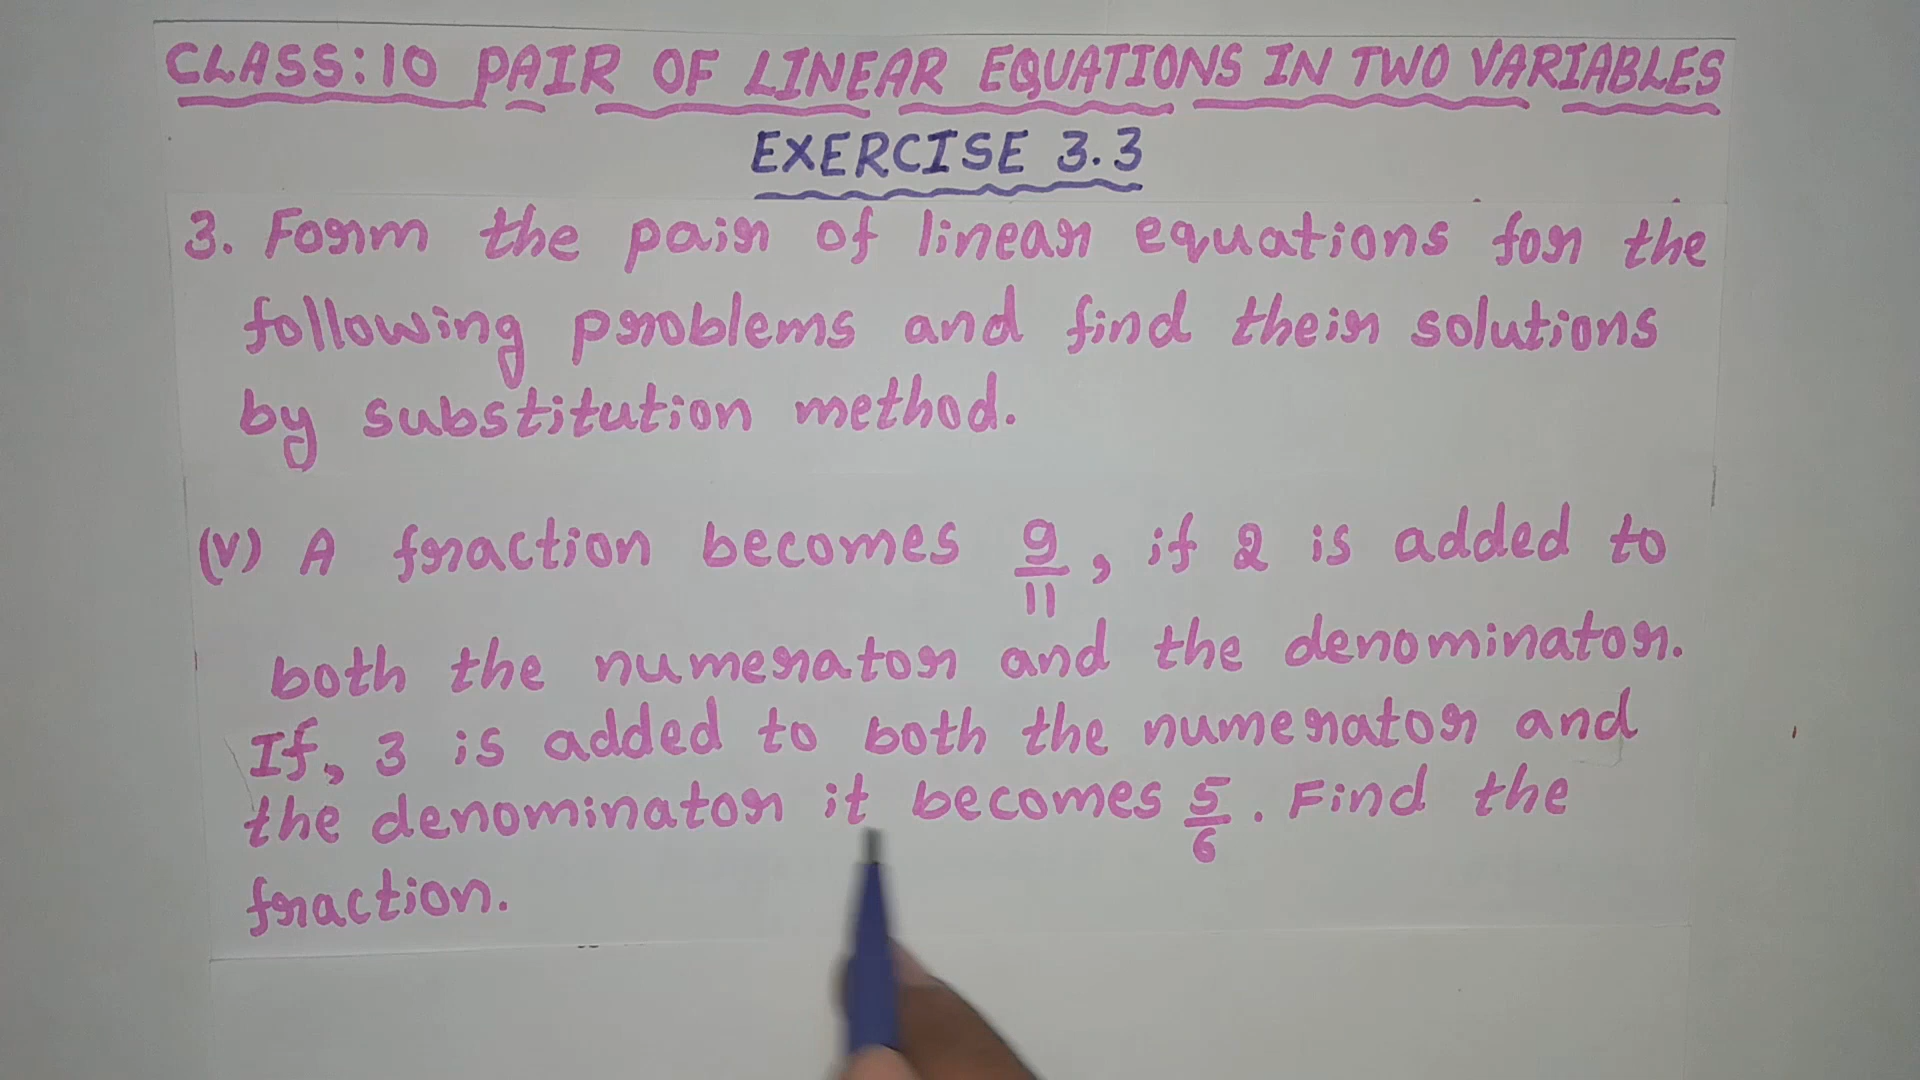 CLASS:10 PAIR OF LINEAR EQUATIONS IN TWO VARIABLES
EXERCISE 3.3
3. Form the pair of linear equations for the
following problems and find their solutions
by substitution method.
(V) A fraction becomes 9/11, if 2 is added to
both the numerator and the denominator.
If, 3 is added to both the numerator and
the denominator it becomes 5/6. Find the
fraction.